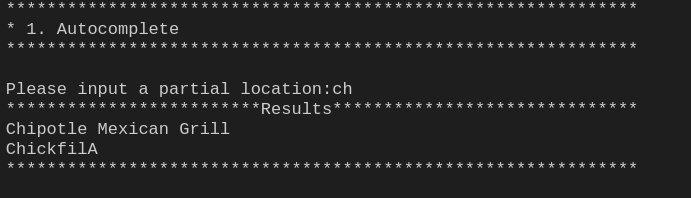 **************************************************************
* 1. Autocomplete
**************************************************************
Please input a partial location:ch
*************************Results******************************
Chipotle Mexican Grill
ChickfilA
**************************************************************